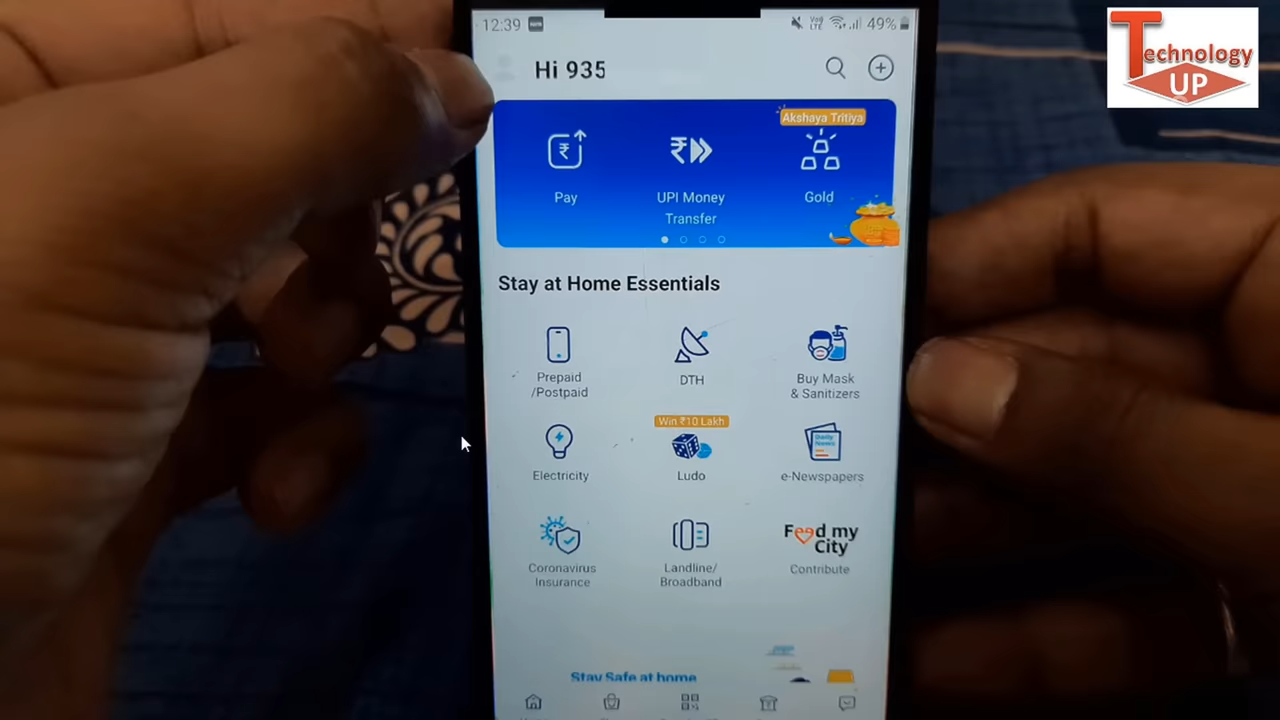 12:39
49%
Technology
UP
Hi 935
Akshaya Tritiya
Pay
UPI Money
Transfer
Gold
Stay at Home Essentials
Prepaid
/Postpaid
DTH
Buy Mask
& Sanitizers
Win ₹10 Lakh
Daily
News
Electricity
Ludo
e-Newspapers
Feed my
City
Coronavirus
Insurance
Landline/
Broadband
Contribute
Stay Safe at home